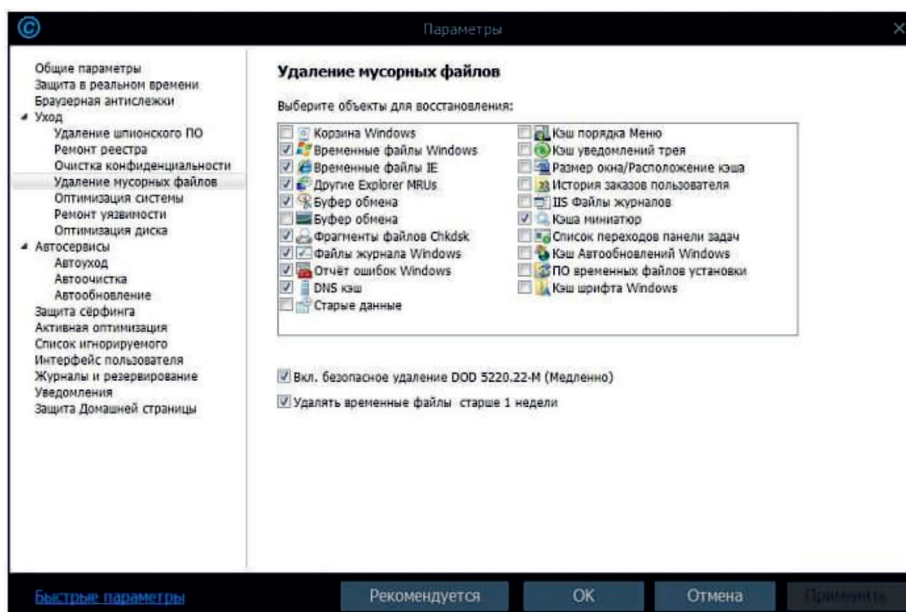 Параметры
Общие параметры
Защита в реальном времени
Браузерная антислежки
Уход
Удаление шпионского ПО
Ремонт реестра
Очистка конфиденциальности
Удаление мусорных файлов
Оптимизация системы
Ремонт уязвимости
Оптимизация диска
Автосервисы
Автоуход
Автоочистка
Автообновление
Защита сёрфинга
Активная оптимизация
Список игнорируемого
Интерфейс пользователя
Журналы и резервирование
Уведомления
Защита Домашней страницы
Удаление мусорных файлов
Выберите объекты для восстановления:
Корзина Windows
Временные файлы Windows
Временные файлы IE
Другие Explorer MRUs
Буфер обмена
Буфер обмена
Фрагменты файлов Chkdsk
Файлы журнала Windows
Отчёт ошибок Windows
DNS кэш
Старые данные
Кэш порядка Меню
Кэш уведомлений трея
Размер окна/Расположение кэша
История заказов пользователя
IIS Файлы журналов
Кэша миниатюр
Список переходов панели задач
Кэш Автообновлений Windows
ПО временных файлов установки
Кэш шрифта Windows
Вкл. безопасное удаление DOD 5220.22-M (Медленно)
Удалять временные файлы старше 1 недели
Быстрые параметры
Рекомендуется
OK
Отмена
Применить